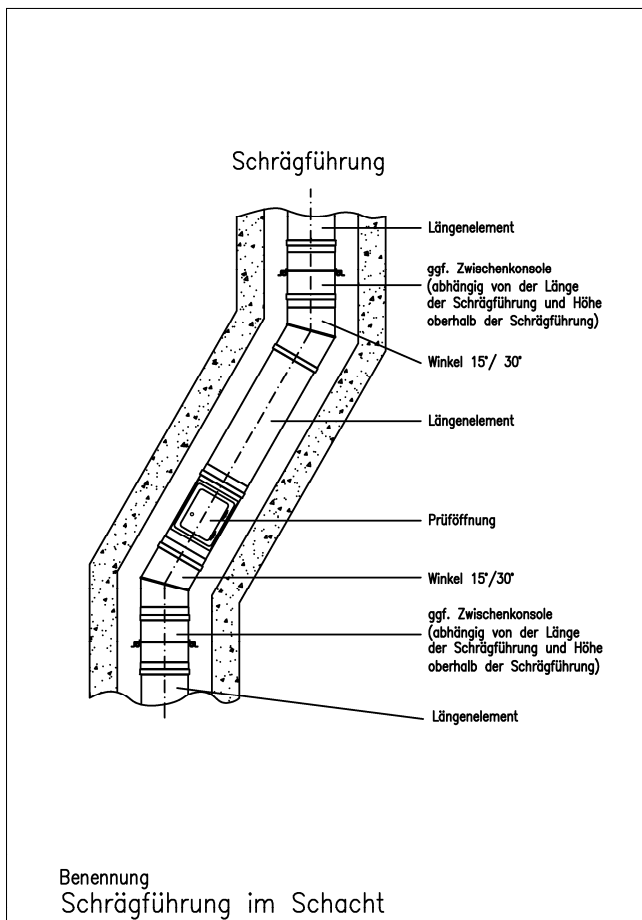 Schrägführung
Längenelement
ggf. Zwischenkonsole
(abhängig von der Länge
der Schrägführung und Höhe
oberhalb der Schrägführung)
Winkel 15°/ 30°
Längenelement
Prüföffnung
Winkel 15°/30°
ggf. Zwischenkonsole
(abhängig von der Länge
der Schrägführung und Höhe
oberhalb der Schrägführung)
Längenelement
Benennung
Schrägführung im Schacht